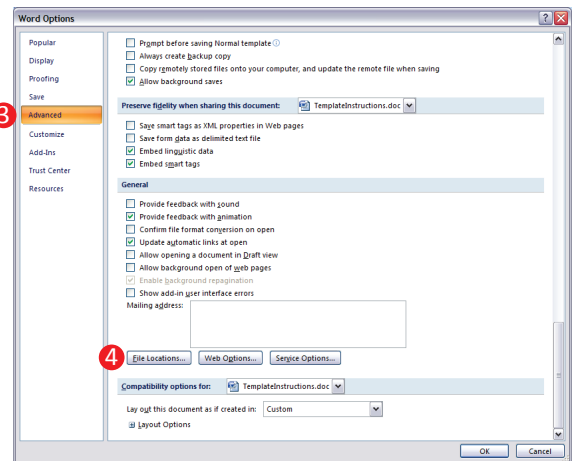 Word Options
Popular
Display
Proofing
Save
3
Advanced
Customize
Add-Ins
Trust Center
Resources
Prompt before saving Normal template
Always create backup copy
Copy remotely stored files onto your computer, and update the remote file when saving
Allow background saves
Preserve fidelity when sharing this document: TemplateInstructions.doc
Save smart tags as XML properties in Web pages
Save form data as delimited text file
Embed linguistic data
Embed smart tags
General
Provide feedback with sound
Provide feedback with animation
Confirm file format conversion on open
Update automatic links at open
Allow opening a document in Draft view
Allow background open of web pages
Enable background repagination
Show add-in user interface errors
Mailing address:
4 File Locations... Web Options... Service Options...
Compatibility options for: TemplateInstructions.doc
Lay out this document as if created in: Custom
Layout Options
OK Cancel